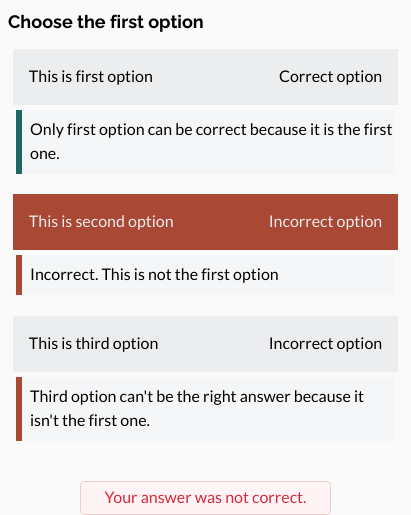 Choose the first option
This is first option Correct option
Only first option can be correct because it is the first
one.
This is second option Incorrect option
Incorrect. This is not the first option
This is third option Incorrect option
Third option can't be the right answer because it
isn't the first one.
Your answer was not correct.